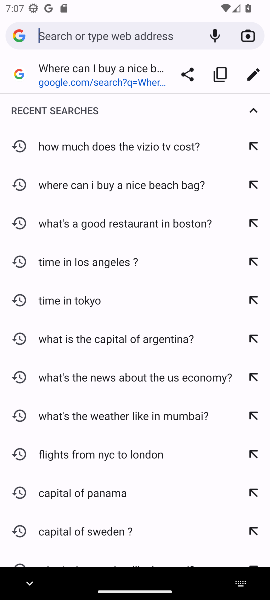 7:07
Search or type web address
Where can I buy a nice b...
google.com/search?q=Wher...
RECENT SEARCHES
how much does the vizio tv cost?
where can i buy a nice beach bag?
what's a good restaurant in boston?
time in los angeles ?
time in tokyo
what is the capital of argentina?
what's the news about the us economy?
what's the weather like in mumbai?
flights from nyc to london
capital of panama
capital of sweden ?